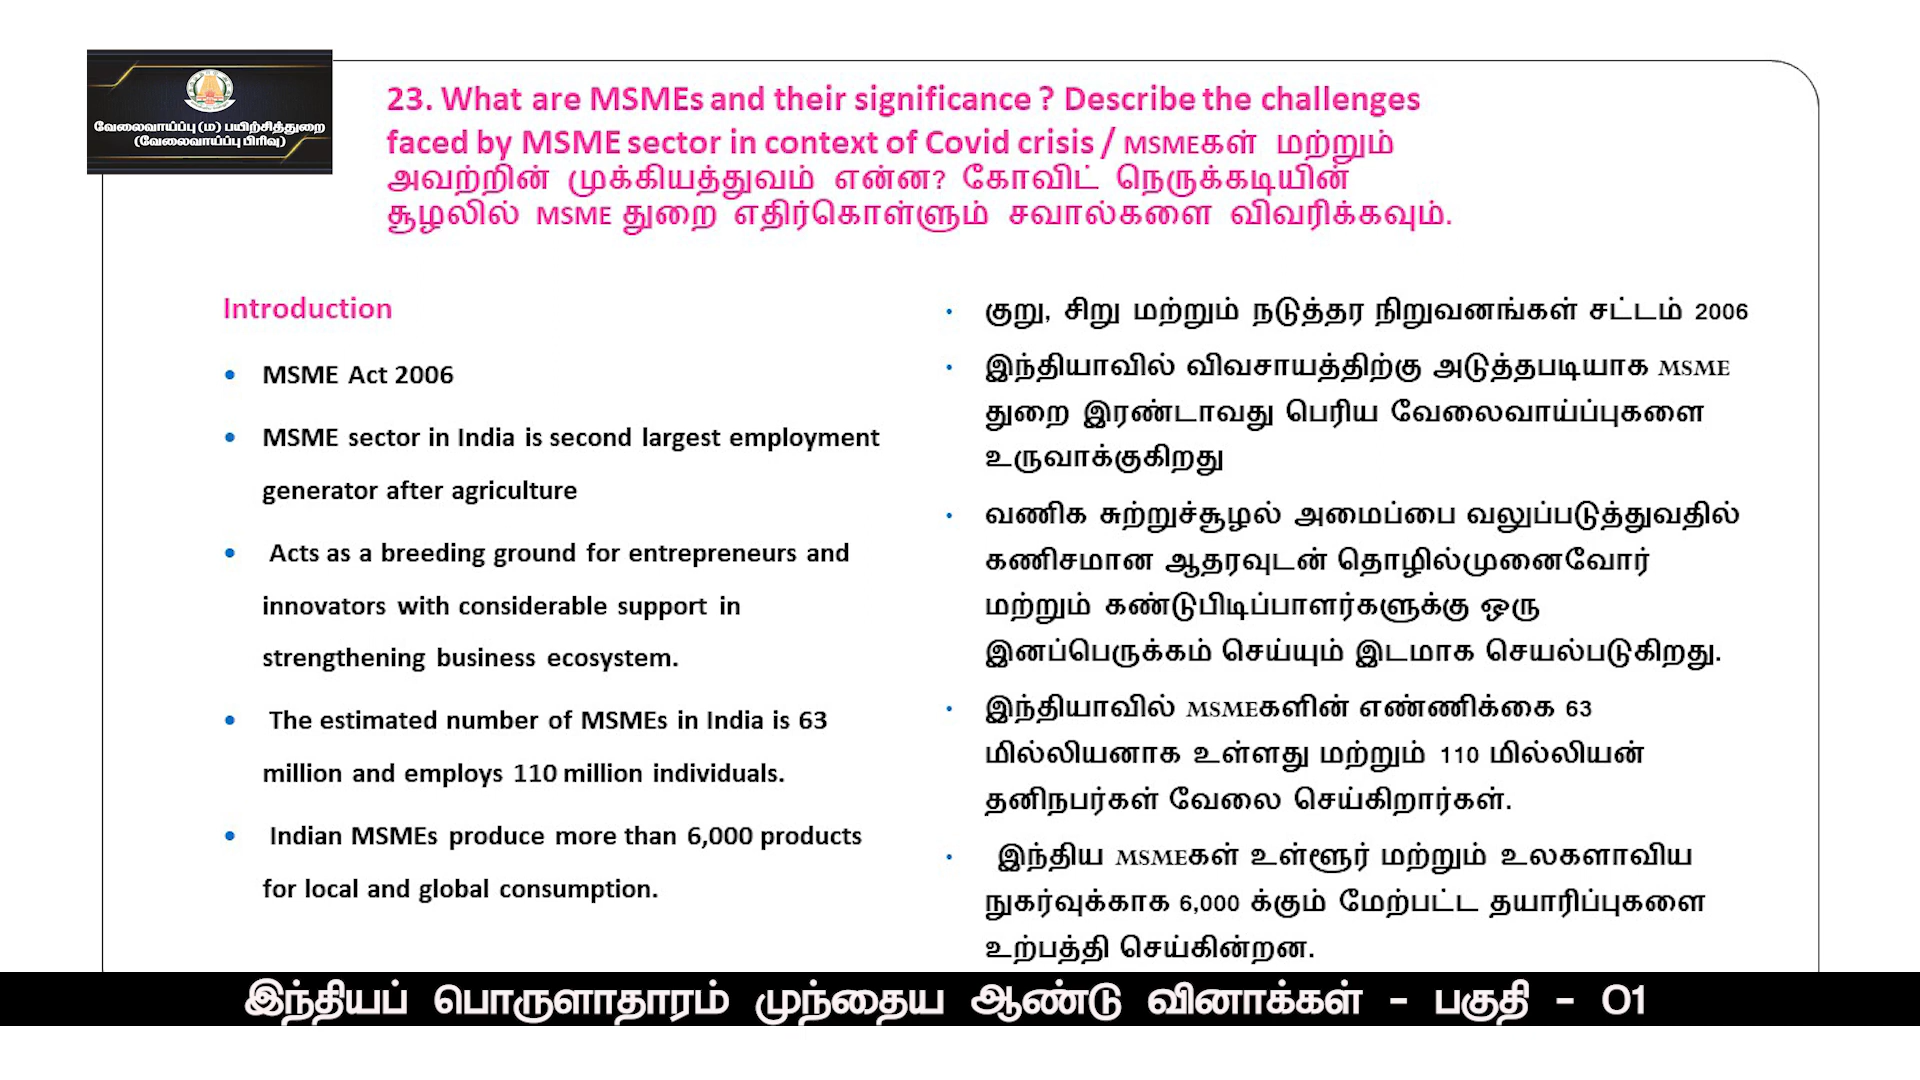 வேலைவாய்ப்பு (ம) பயிற்சித்துறை
(வேலைவாய்ப்பு பிரிவு)
23. What are MSMEs and their significance ? Describe the challenges
faced by MSME sector in context of Covid crisis / MSMEகள் மற்றும்
அவற்றின் முக்கியத்துவம் என்ன? கோவிட் நெருக்கடியின்
சூழலில் MSME துறை எதிர்கொள்ளும் சவால்களை விவரிக்கவும்.
Introduction
• MSME Act 2006
• MSME sector in India is second largest employment
generator after agriculture
• Acts as a breeding ground for entrepreneurs and
innovators with considerable support in
strengthening business ecosystem.
• The estimated number of MSMEs in India is 63
million and employs 110 million individuals.
• Indian MSMEs produce more than 6,000 products
for local and global consumption.
• குறு, சிறு மற்றும் நடுத்தர நிறுவனங்கள் சட்டம் 2006
• இந்தியாவில் விவசாயத்திற்கு அடுத்தபடியாக MSME
துறை இரண்டாவது பெரிய வேலைவாய்ப்புகளை
உருவாக்குகிறது
• வணிக சுற்றுச்சூழல் அமைப்பை வலுப்படுத்துவதில்
கணிசமான ஆதரவுடன் தொழில்முனைவோர்
மற்றும் கண்டுபிடிப்பாளர்களுக்கு ஒரு
இனப்பெருக்கம் செய்யும் இடமாக செயல்படுகிறது.
• இந்தியாவில் MSMEகளின் எண்ணிக்கை 63
மில்லியனாக உள்ளது மற்றும் 110 மில்லியன்
தனிநபர்கள் வேலை செய்கிறார்கள்.
• இந்திய MSMEகள் உள்ளூர் மற்றும் உலகளாவிய
நுகர்வுக்காக 6,000 க்கும் மேற்பட்ட தயாரிப்புகளை
உற்பத்தி செய்கின்றன.
இந்தியப் பொருளாதாரம் முந்தைய ஆண்டு வினாக்கள் - பகுதி - 01